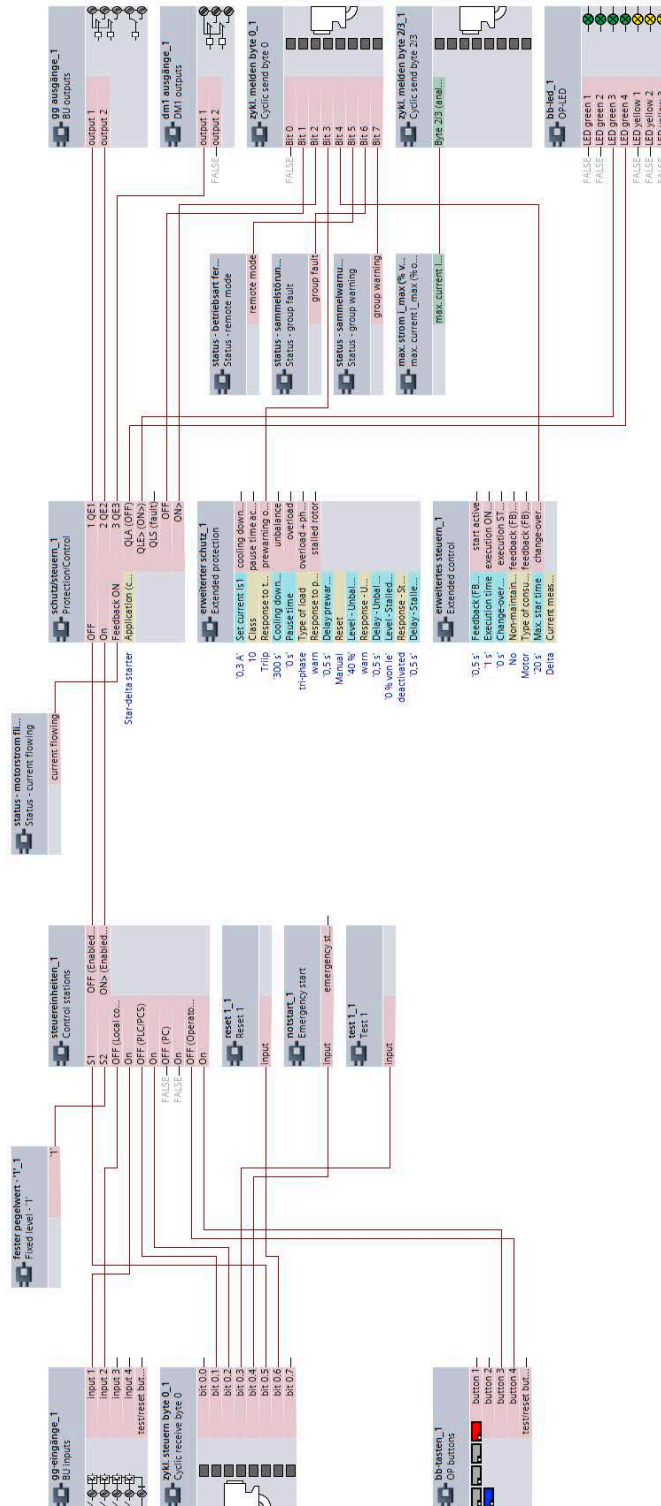 gg-eingänge_1
BU inputs
input 1
input 2
input 3
input 4
test/reset but...
zykl. steuern byte 0_1
Cyclic receive byte 0
bit 0.0
bit 0.1
bit 0.2
bit 0.3
bit 0.4
bit 0.5
bit 0.6
bit 0.7
bb-tasten_1
OP buttons
button 1
button 2
button 3
button 4
test/reset but...
fester pegelwert - '1'_1
Fixed level - '1'
'1'
steuereinheiten_1
Control stations
S1
S2
OFF (Local co...
On
OFF (PLC/PCS)
On
FALSE
OFF (PC)
FALSE
On
OFF (Operato...
On
OFF (Enabled...
ON> (Enabled...
reset 1_1
Reset 1
input
notstart_1
Emergency start
input
emergency st...
test 1_1
Test 1
input
status - motorstrom fli...
Status - current flowing
current flowing
schutz/steuern_1
Protection/Control
OFF
On
Feedback ON
Star-delta starter
Application (c...
1 QE1
2 QE2
3 QE3
QLA (OFF)
QLE> (ON>)
QLS (fault)
OFF
ON>
erweiterter schutz_1
Extended protection
'0,3 A'
Set current Is1
10
Class
Triip
Response to t...
'300 s'
Cooling down...
'0 s'
Pause time
tri-phase
Type of load
warn
Response to p...
'0,5 s'
Delay prewar...
Manual
Reset
'40 %'
Level - Unbal...
warn
Response - U...
'0,5 s'
Delay - Unbal...
'0 % von Ie'
Level - Stalled...
deactivated
Response - St...
'0,5 s'
Delay - Stalle...
cooling down...
pause time ac...
prewarning o...
unbalance
overload
overload + ph...
stalled rotor
erweitertes steuern_1
Extended control
'0,5 s'
Feedback (FB...
'1 s'
Execution time
'0 s'
Change-over...
No
Non-maintain...
Motor
Type of consu...
'20 s'
Max. star time
Delta
Current meas...
start active
execution ON...
execution ST...
feedback (FB)...
feedback (FB)...
change-over...
status - betriebsart fer...
Status - remote mode
remote mode
status - sammelstörun...
Status - group fault
group fault
status - sammelwarnu...
Status - group warning
group warning
max. strom i_max (% v...
max. current I_max (% o...
max. current I...
gg ausgänge_1
BU outputs
output 1
output 2
dm1 ausgänge_1
DM1 outputs
output 1
FALSE
output 2
zykl. melden byte 0_1
Cyclic send byte 0
FALSE
Bit 0
Bit 1
Bit 2
Bit 3
Bit 4
Bit 5
Bit 6
Bit 7
zykl. melden byte 2/3_1
Cyclic send byte 2/3
Byte 2/3 (anal...
bb-led_1
OP-LED
FALSE
LED green 1
FALSE
LED green 2
LED green 3
LED green 4
FALSE
LED yellow 1
FALSE
LED yellow 2
FALSE